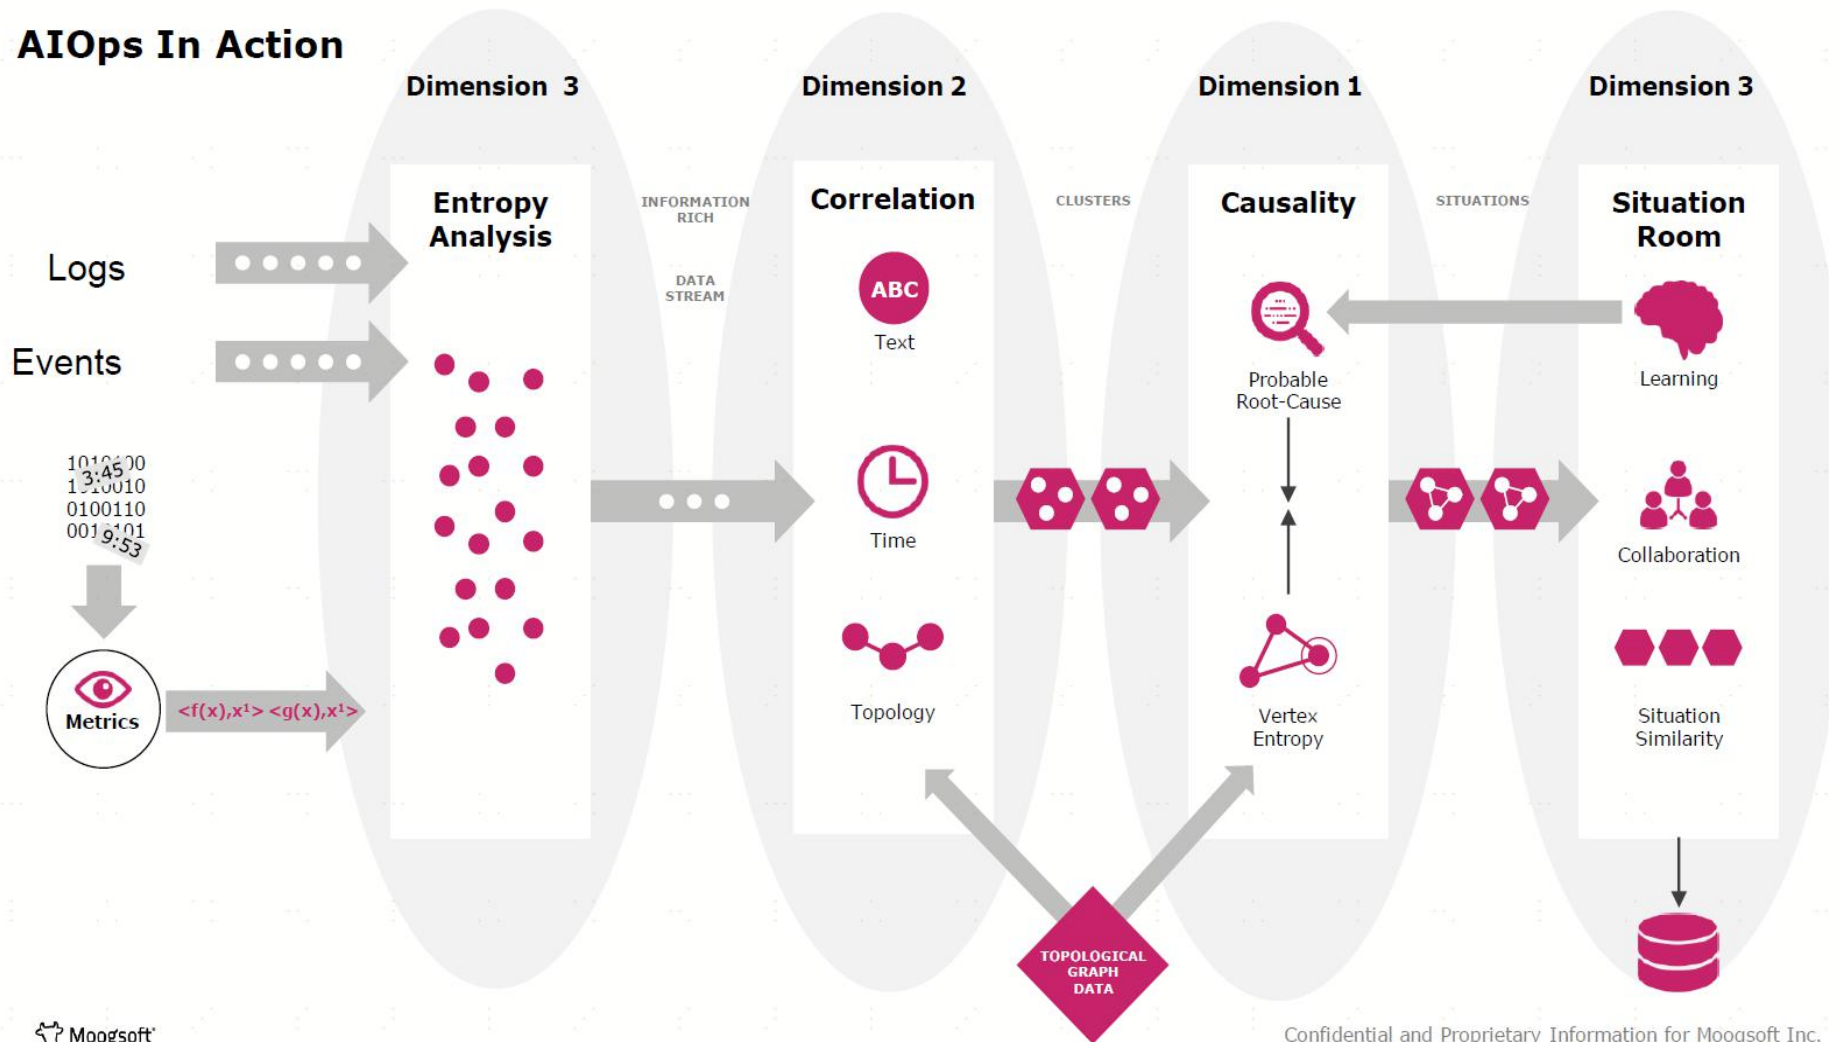 AIOps In Action
Dimension 3
Dimension 2
Dimension 1
Dimension 3
Logs
Events
1010100
3:45
1010010
0100110
0010101
9:53
Metrics
<f(x),x¹> <g(x),x¹>
Entropy
Analysis
INFORMATION
RICH
DATA
STREAM
Correlation
ABC
Text
Time
Topology
CLUSTERS
Causality
Probable
Root-Cause
Vertex
Entropy
SITUATIONS
Situation
Room
Learning
Collaboration
Situation
Similarity
TOPOLOGICAL
GRAPH
DATA
Moogsoft
Confidential and Proprietary Information for Moogsoft Inc.